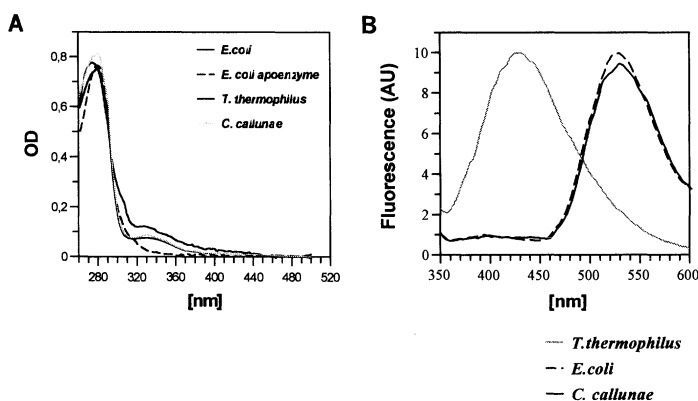 A
E.coli
E. coli apoenzyme
T. thermophilus
C. callunae
OD
0,8
0,6
0,4
0,2
0
280 320 360 400 440 480 520
[nm]
B
Fluorescence (AU)
10
8
6
4
2
0
350 400 450 500 550 600
[nm]
T.thermophilus
E.coli
C. callunae